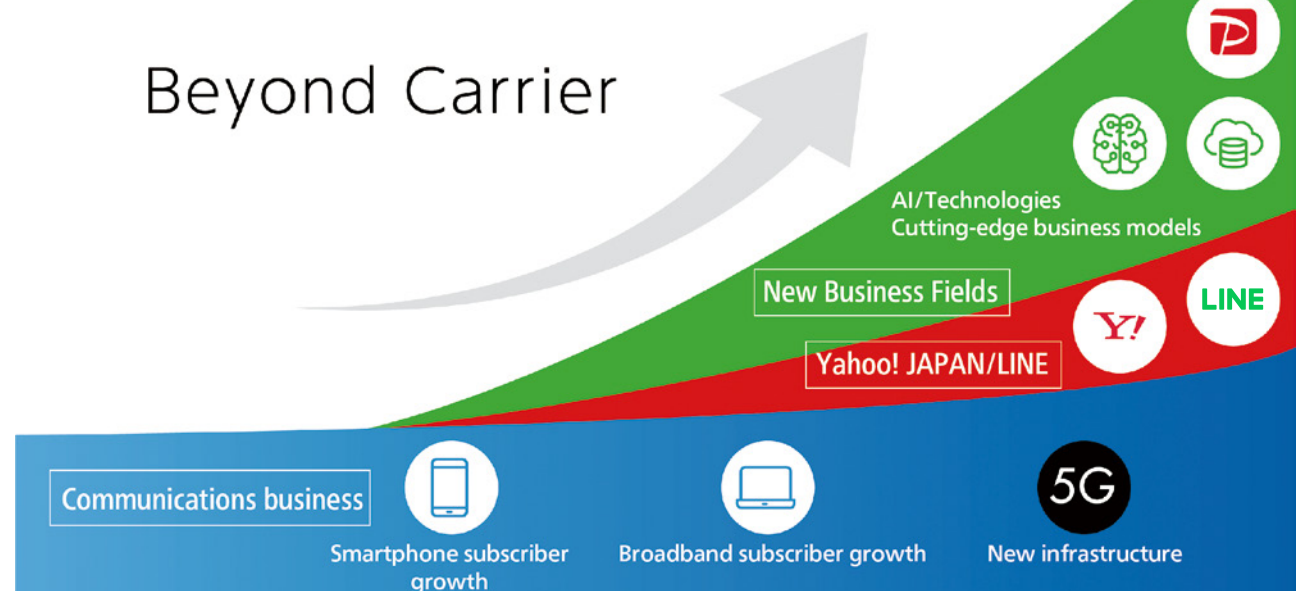 Beyond Carrier
P
AI/Technologies
Cutting-edge business models
New Business Fields
LINE
Y!
Yahoo! JAPAN/LINE
Communications business
5G
Smartphone subscriber
growth
Broadband subscriber growth
New infrastructure